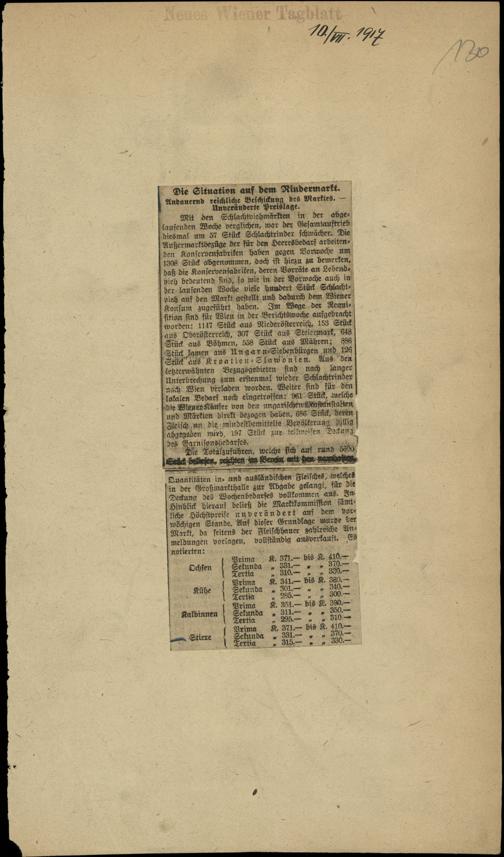 Neues Wiener Tagblatt
10./VII. 1917
130
Die Situation auf dem Rindermarkt.
Andauernd reichliche Beschickung des Marktes. —
Unveränderte Preislage.
Mit den Schlachtviehmärkten in der abge-
laufenden Woche verglichen, war der Gesamtauftrieb
diesmal um 57 Stück Schlachtrinder schwächer. Die
Außermarktbezüge der für den Heeresbedarf arbeiten-
den Konservenfabriken haben gegen Vorwoche um
1308 Stück abgenommen, doch ist hiezu zu bemerken,
daß die Konservenfabriken, deren Vorräte an Lebend-
vieh bedeutend sind, so wie in der Vorwoche auch in
der laufenden Woche viele hundert Stück Schlacht-
vieh auf den Markt gestellt und dadurch dem Wiener
Konsum zugeführt haben. Im Wege der Requi-
sition sind für Wien in der Berichtswoche aufgebracht
worden: 1147 Stück aus Niederösterreich, 153 Stück
aus Oberösterreich, 307 Stück aus Steiermark, 648
Stück aus Böhmen, 558 Stück aus Mähren; 886
Stück kamen aus Ungarn-Siebenbürgen und 126
Stück aus Kroatien-Slawonien. Aus den
letzterwähnten Bezugsgebieten sind nach langer
Unterbrechung zum erstenmal wieder Schlachtrinder
nach Wien verladen worden. Weiter sind für den
lokalen Bedarf noch eingetroffen: 961 Stück, welche
die Wiener Käufer von den ungarischen Mastanstalten
und Märkten direkt bezogen haben, 686 Stück, deren
Fleisch an die mindestbemittelte Bevölkerung billig
abgegeben wird, 197 Stück zur teilweisen Deckung
des Garnisonsbedarfes.
Die Totalzufuhren, welche sich auf rund
Stück beliefen, reichten im Verein mit den
Quantitäten in- und ausländischen Fleisches, welches
in der Großmarkthalle zur Abgabe gelangt, für die
Deckung des Wochenbedarfes vollkommen aus. Im
Hinblick hierauf beließ die Marktkommission sämt-
liche Höchstpreise unverändert auf dem vor-
wöchigen Stande. Auf dieser Grundlage wurde der
Markt, da seitens der Fleischhauer zahlreiche An-
meldungen vorlagen, vollständig ausverkauft. Es
notierten:
Ochsen { Prima K. 371.— bis K. 410.—
Sekunda „ 331.— „ „ 370.—
Tertia „ 310.— „ „ 330.—
Kühe { Prima K. 341.— bis K. 380.—
Sekunda „ 301.— „ „ 340.—
Tertia „ 285.— „ „ 300.—
Kalbinnen { Prima K. 351.— bis K. 390.—
Sekunda „ 311.— „ „ 350.—
Tertia „ 295.— „ „ 310.—
Stiere { Prima K. 371.— bis K. 410.—
Sekunda „ 331.— „ „ 370.—
Tertia „ 315.— „ „ 330.—